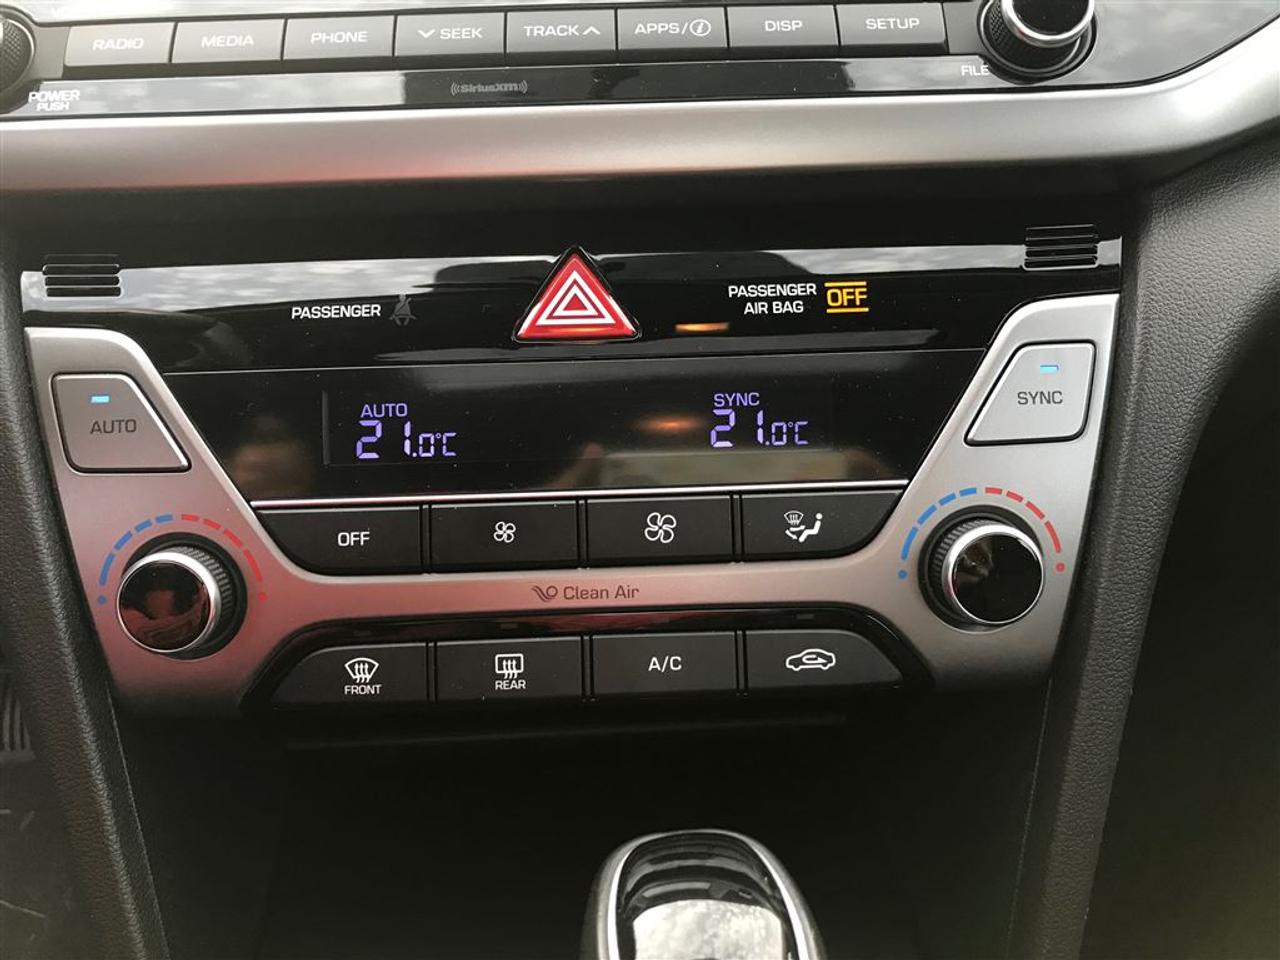 RADIO MEDIA PHONE SEEK TRACK APPS/i DISP SETUP
POWER
PUSH
((SiriusXM))
FILE
PASSENGER
PASSENGER
AIR BAG
OFF
AUTO
21.0°C
SYNC
21.0°C
AUTO
SYNC
OFF
Clean Air
FRONT
REAR
A/C